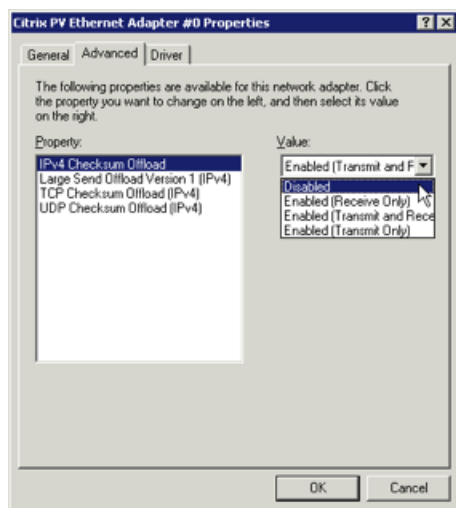 Citrix PV Ethernet Adapter #0 Properties
General Advanced Driver
The following properties are available for this network adapter. Click
the property you want to change on the left, and then select its value
on the right.
Property:
Value:
IPv4 Checksum Offload
Large Send Offload Version 1 (IPv4)
TCP Checksum Offload (IPv4)
UDP Checksum Offload (IPv4)
Enabled (Transmit and F
Disabled
Enabled (Receive Only)
Enabled (Transmit and Rece
Enabled (Transmit Only)
OK Cancel